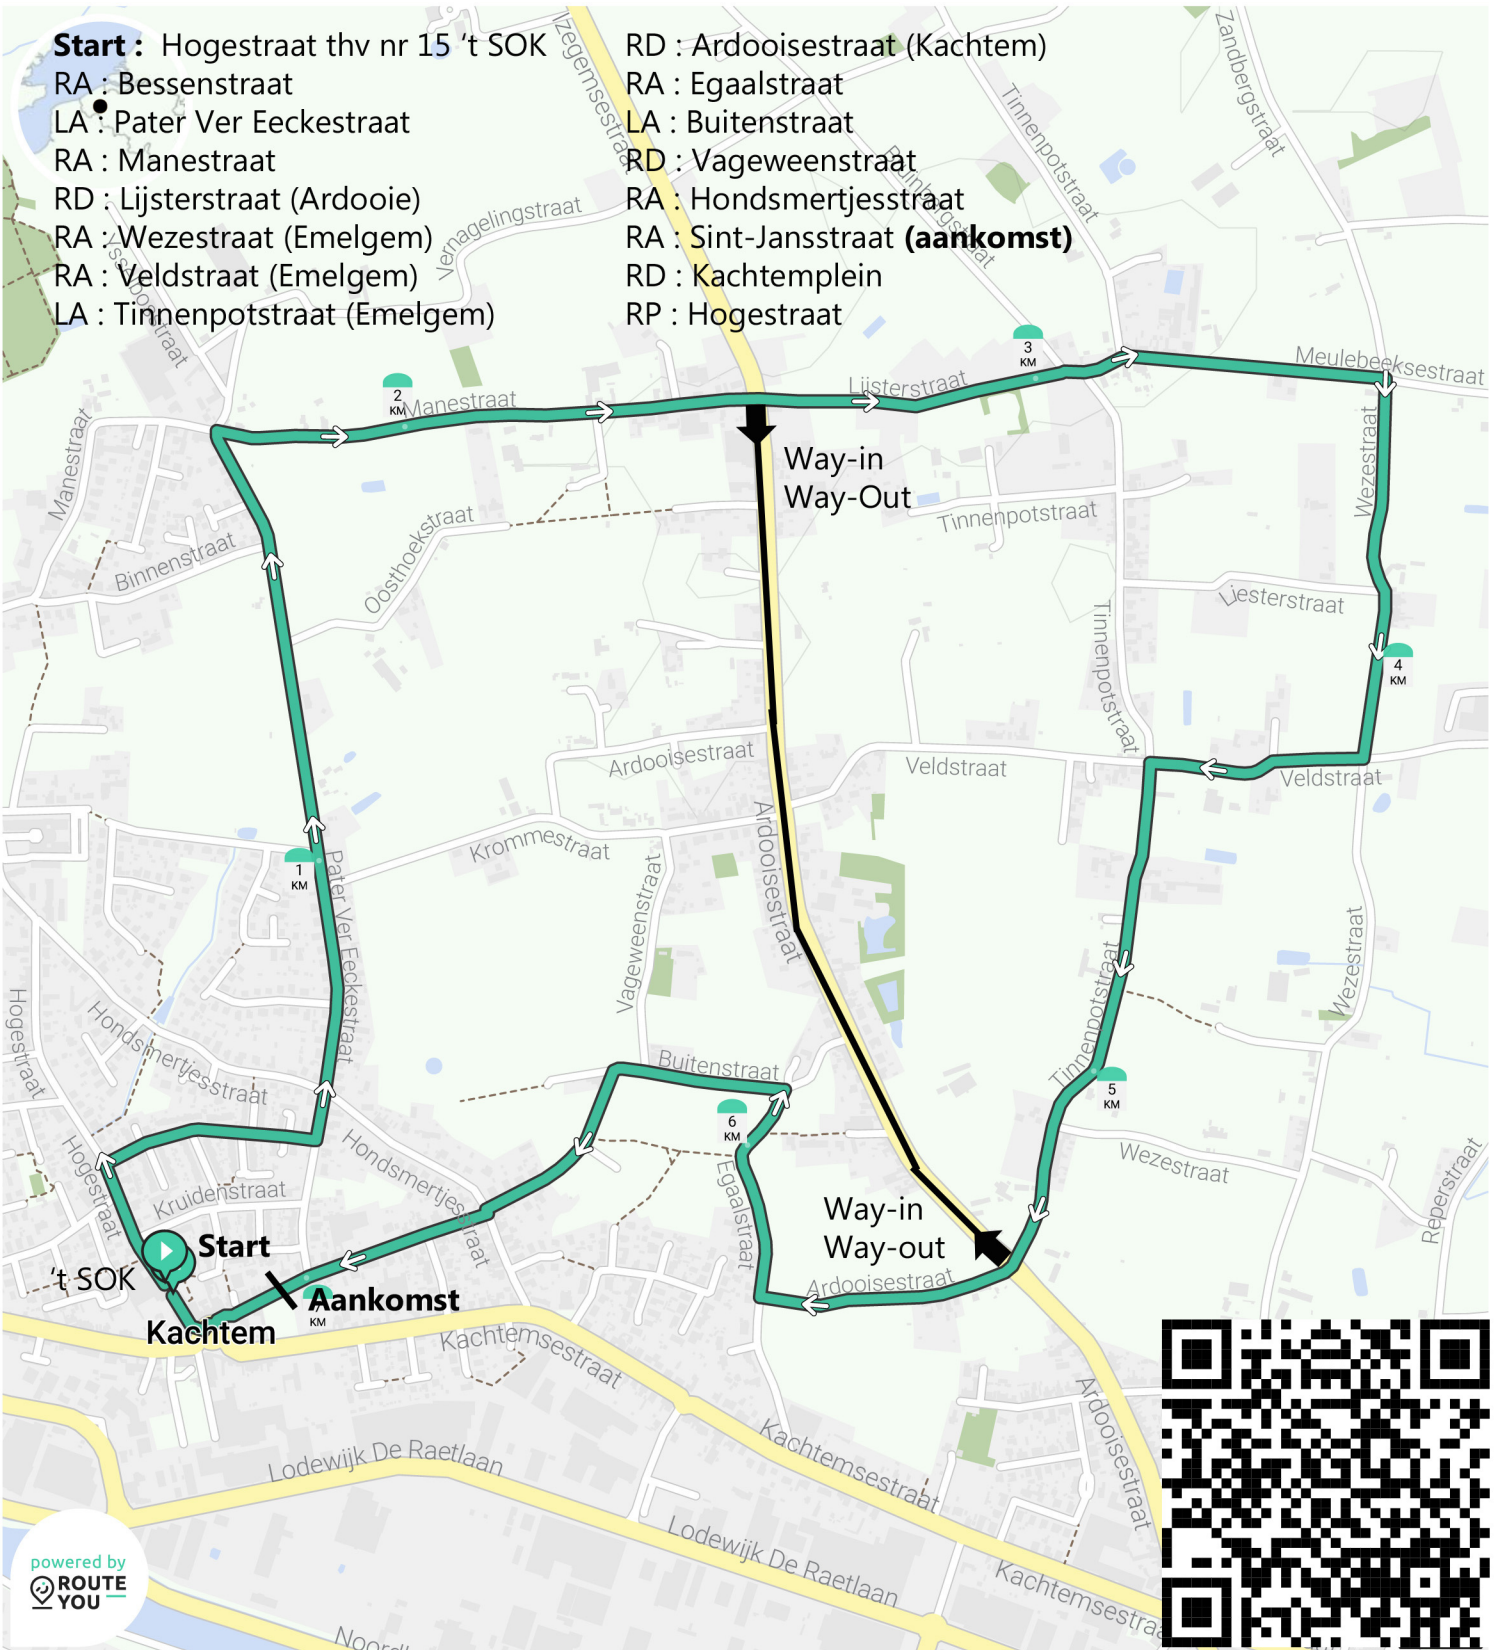 Start : Hogestraat thv nr 15 't SOK
RA : Bessenstraat
LA : Pater Ver Eeckestraat
RA : Manestraat
RD : Lijsterstraat (Ardooie)
RA : Wezestraat (Emelgem)
RA : Veldstraat (Emelgem)
LA : Tinnenpotstraat (Emelgem)
RD : Ardooisestraat (Kachtem)
RA : Egaalstraat
LA : Buitenstraat
RD : Vageweenstraat
RA : Hondsmertjesstraat
RA : Sint-Jansstraat (aankomst)
RD : Kachtemplein
RP : Hogestraat
Izegemsestraat
Zandbergstraat
Tinnenpotstraat
Vernagelingstraat
3
KM
Meulebeeksestraat
2
KM
Manestraat
Lijsterstraat
Manestraat
Wezestraat
Way-in
Way-Out
Tinnenpotstraat
Oosthoekstraat
Binnenstraat
Liesterstraat
Tinnenpotstraat
4
KM
Ardooisestraat
Veldstraat
Veldstraat
Krommestraat
Ardooisestraat
1
KM
Pater Ver Eeckestraat
Vageweenstraat
Wezestraat
Tinnenpotstraat
Hogestraat
Hondsmertjesstraat
Buitenstraat
5
KM
6
KM
Hogestraat
Hondsmertjesstraat
Wezestraat
Reperstraat
Kruidenstraat
Egaalstraat
Way-in
Way-out
Start
't SOK
Ardooisestraat
Aankomst
KM
Kachtem
Kachtemsestraat
Ardooisestraat
Kachtemsestraat
Lodewijk De Raetlaan
Lodewijk De Raetlaan
Kachtemsestraa
powered by
ROUTE
YOU